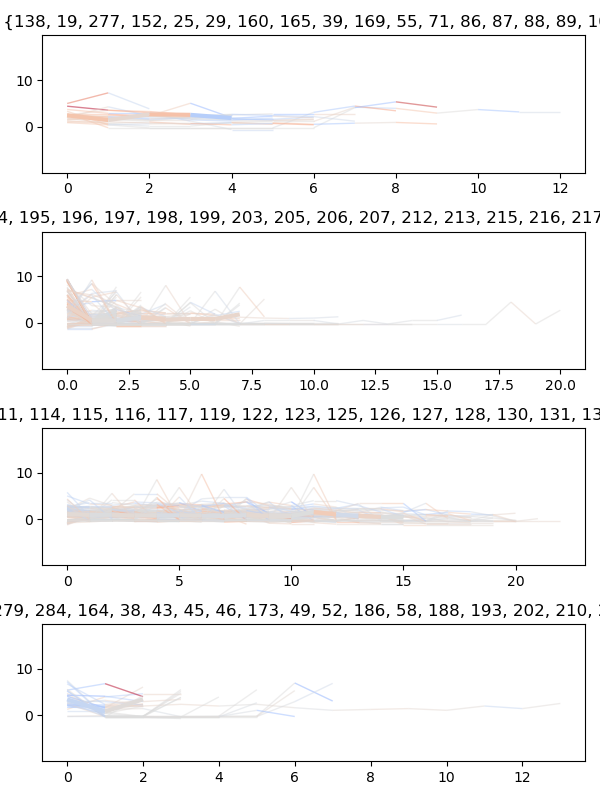 {138, 19, 277, 152, 25, 29, 160, 165, 39, 169, 55, 71, 86, 87, 88, 89,
10
0
0 2 4 6 8 10 12
195, 196, 197, 198, 199, 203, 205, 206, 207, 212, 213, 215, 216, 217
10
0
0.0 2.5 5.0 7.5 10.0 12.5 15.0 17.5 20.0
11, 114, 115, 116, 117, 119, 122, 123, 125, 126, 127, 128, 130, 131,
10
0
0 5 10 15 20
279, 284, 164, 38, 43, 45, 46, 173, 49, 52, 186, 58, 188, 193, 202, 210,
10
0
0 2 4 6 8 10 12